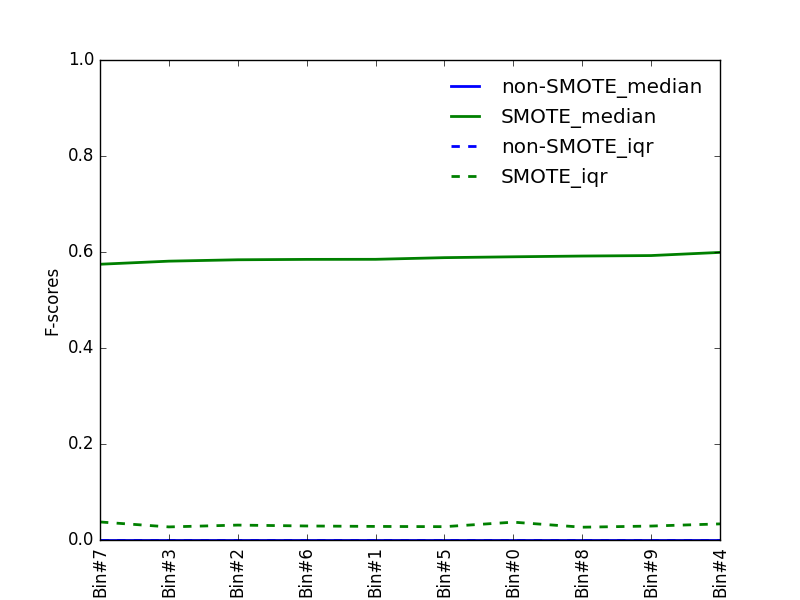 1.0
0.8
0.6
0.4
0.2
0.0
F-scores
non-SMOTE_median
SMOTE_median
non-SMOTE_iqr
SMOTE_iqr
Bin#7
Bin#3
Bin#2
Bin#6
Bin#1
Bin#5
Bin#0
Bin#8
Bin#9
Bin#4